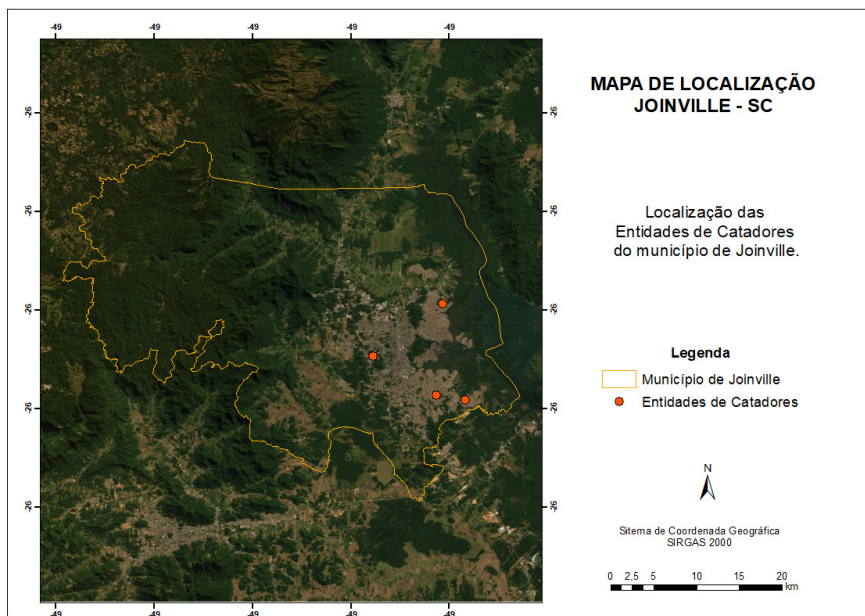 -49 -49 -49 -49 -49
-26
-26
-26
-26
-26
-49 -49 -49 -49 -49
-26
-26
-26
-26
-26
MAPA DE LOCALIZAÇÃO
JOINVILLE - SC
Localização das
Entidades de Catadores
do município de Joinville.
Legenda
Município de Joinville
Entidades de Catadores
N
Sitema de Coordenada Geográfica
SIRGAS 2000
0 2,5 5 10 15 20
km